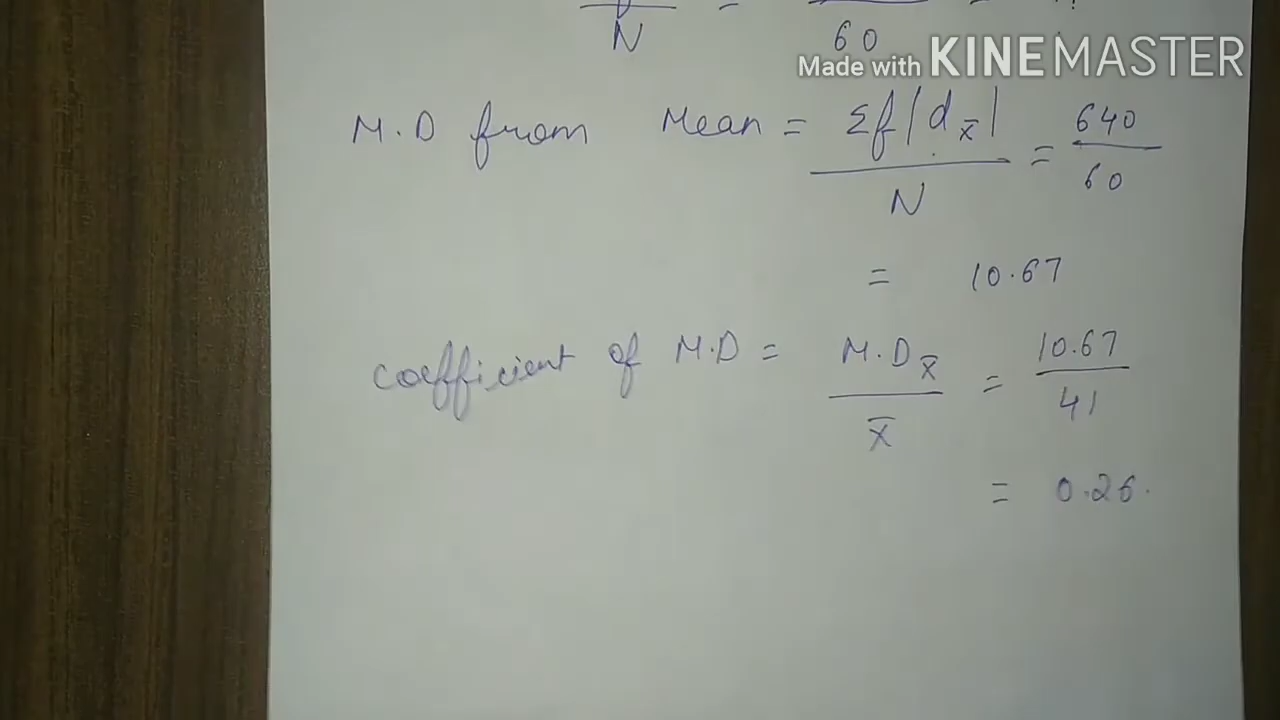 N = 60 =
Made with KINEMASTER
M.D from Mean = Σf|dx̄| / N = 640 / 60
= 10.67
coefficient of M.D = M.Dx̄ / x̄ = 10.67 / 41
= 0.26.